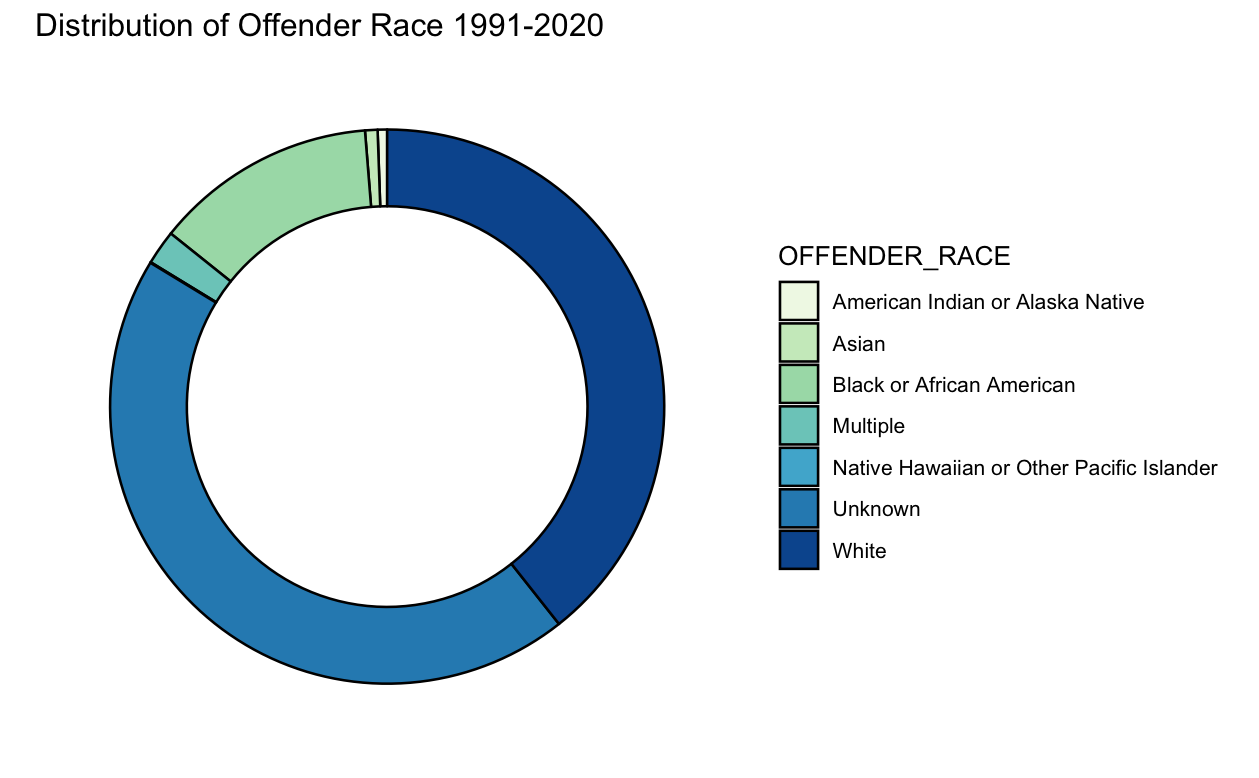 Distribution of Offender Race 1991-2020
OFFENDER_RACE
American Indian or Alaska Native
Asian
Black or African American
Multiple
Native Hawaiian or Other Pacific Islander
Unknown
White